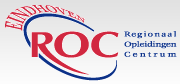 EINDHOVEN
ROC
Regionaal
Opleidingen
Centrum